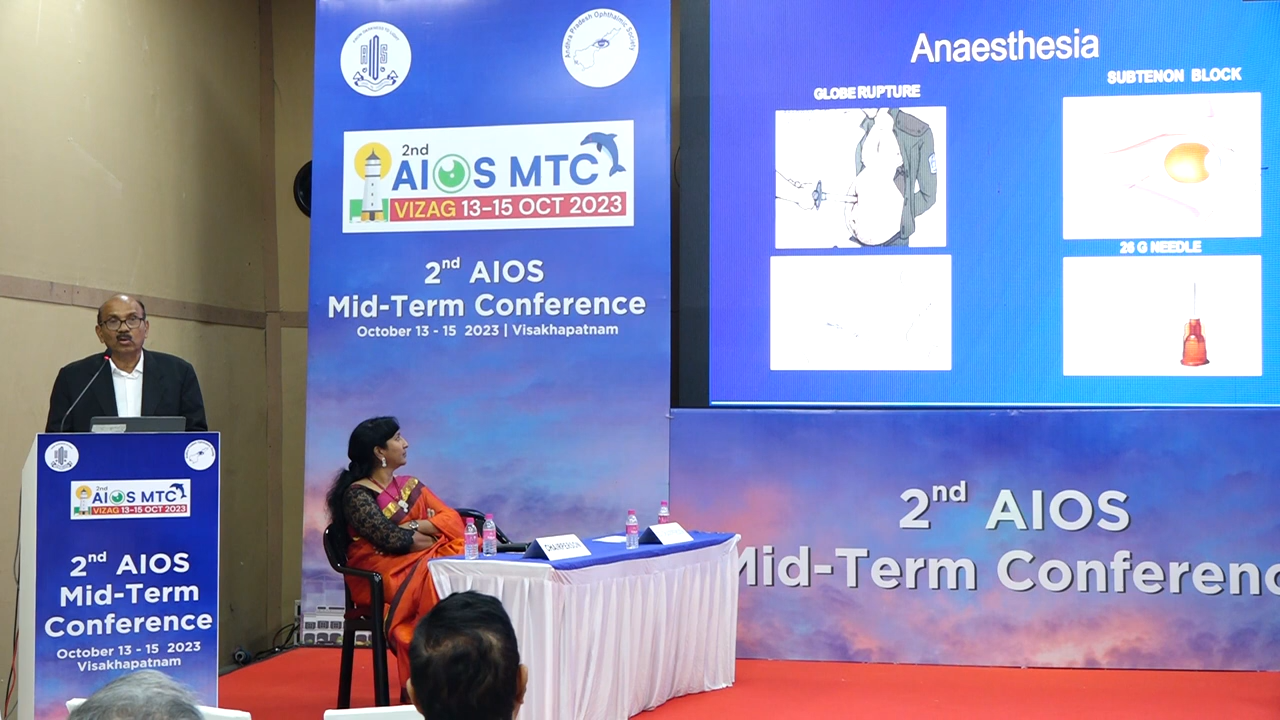 Andhra Pradesh Ophthalmic Society
2nd
AIOS MTC
VIZAG 13-15 OCT 2023
2nd AIOS
Mid-Term Conference
October 13 - 15 2023 | Visakhapatnam
Anaesthesia
GLOBE RUPTURE
SUBTENON BLOCK
26 G NEEDLE
2nd AIOS
Mid-Term Conferenc
CHAIRPERSON
2nd
AIOS MTC
VIZAG 13-15 OCT 2023
2nd AIOS
Mid-Term
Conference
October 13 - 15 2023
Visakhapatnam